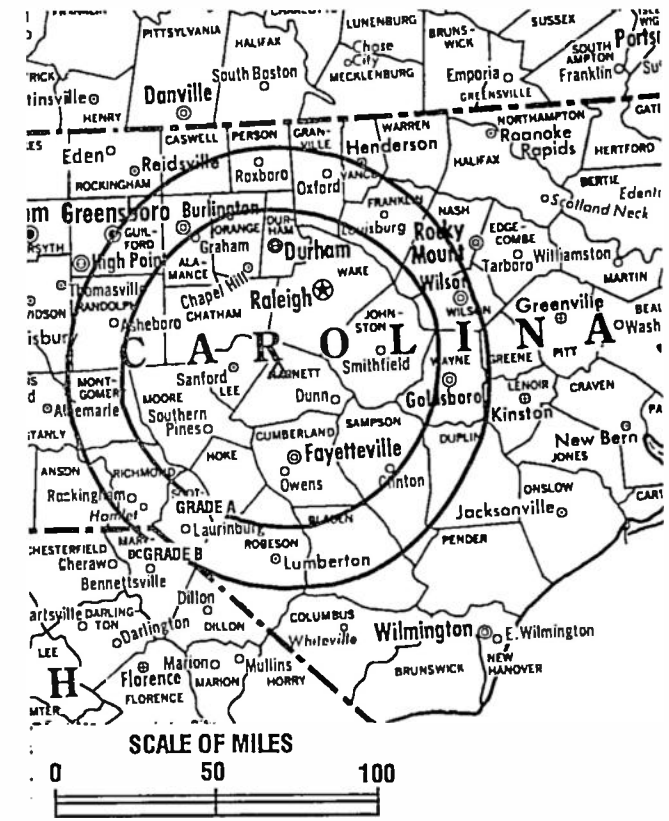 PITTSYLVANIA
HALIFAX
LUNENBURG
BRUNS-
WICK
SUSSEX
Chase
City
MECKLENBURG
SOUTH
AMPTON
Franklin
South Boston
Emporia
GREENSVILLE
Danville
HENRY
CASWELL
PERSON
GRAN-
VILLE
WARREN
NORTHAMPTON
Roanoke
Rapids
HERTFORD
Eden
Reidsville
Henderson
VANCE
HALIFAX
ROCKINGHAM
Roxboro
Oxford
BERTIE
FRANKLIN
Scotland Neck
Greensboro
Burlington
ORANGE
DUR-
HAM
Louisburg
NASH
EDGE-
COMBE
GUIL-
FORD
Graham
Durham
Rocky
Mount
Tarboro
Williamston
High Point
ALA-
MANCE
Chapel Hill
WAKE
MARTIN
Thomasville
RANDOLPH
Raleigh
Wilson
WILSON
Greenville
CHATHAM
JOHN-
STON
Asheboro
CAROLINA
Smithfield
WAYNE
GREENE
PITT
MONT-
GOMERY
Sanford
LEE
HARNETT
Goldsboro
LENOIR
CRAVEN
Albemarle
MOORE
Southern
Pines
Dunn
Kinston
STANLY
SAMPSON
CUMBERLAND
DUPLIN
New Bern
JONES
ANSON
RICHMOND
HOKE
Fayetteville
Owens
Clinton
ONSLOW
Rockingham
Hamlet
GRADE A
Jacksonville
Laurinburg
BLADEN
CHESTERFIELD
GRADE B
ROBESON
PENDER
Cheraw
Lumberton
Bennettsville
Dillon
DARLING-
TON
DILLON
COLUMBUS
Whiteville
Wilmington
E. Wilmington
Darlington
LEE
Marion
Mullins
NEW
HANOVER
Florence
MARION
HORRY
BRUNSWICK
FLORENCE
H
SCALE OF MILES
0 50 100